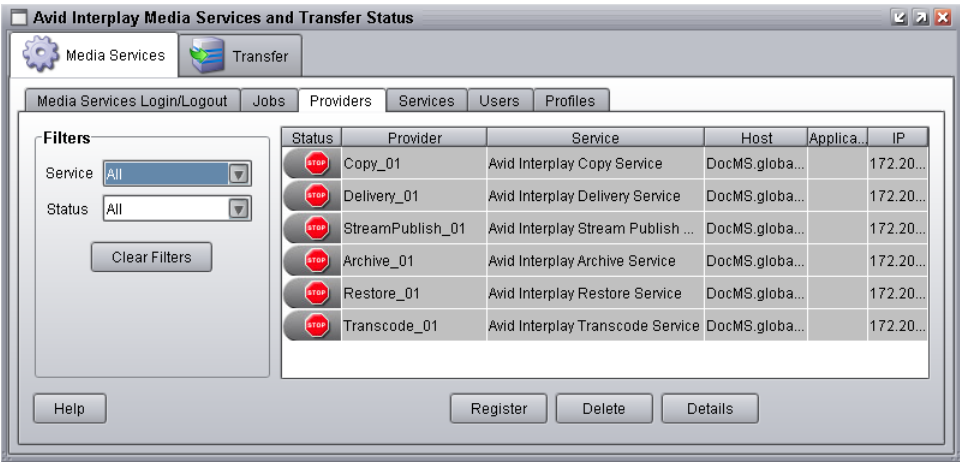 Avid Interplay Media Services and Transfer Status
Media Services Transfer
Media Services Login/Logout Jobs Providers Services Users Profiles
Filters
Service All
Status All
Clear Filters
Status Provider Service Host Applica... IP
STOP Copy_01 Avid Interplay Copy Service DocMS.globa... 172.20...
STOP Delivery_01 Avid Interplay Delivery Service DocMS.globa... 172.20...
STOP StreamPublish_01 Avid Interplay Stream Publish ... DocMS.globa... 172.20...
STOP Archive_01 Avid Interplay Archive Service DocMS.globa... 172.20...
STOP Restore_01 Avid Interplay Restore Service DocMS.globa... 172.20...
STOP Transcode_01 Avid Interplay Transcode Service DocMS.globa... 172.20...
Help Register Delete Details